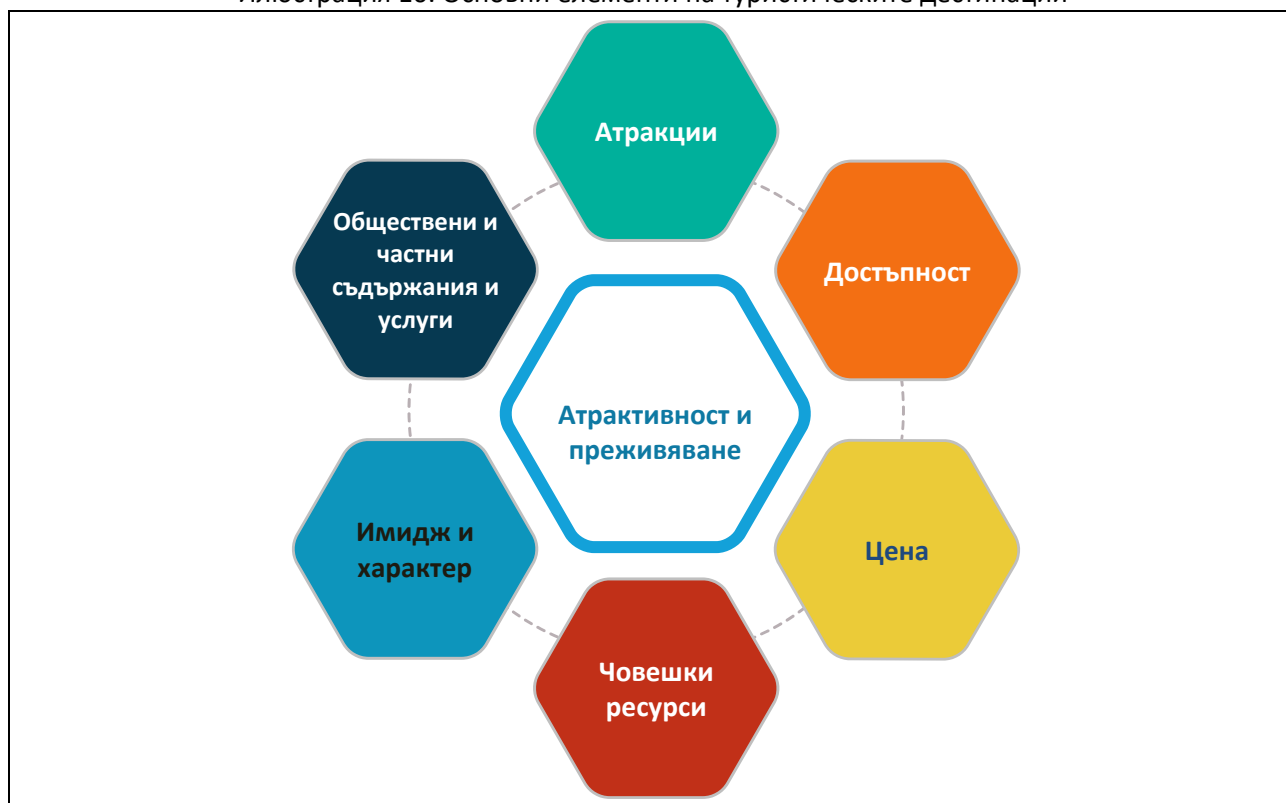 Атракции
Обществени и
частни
съдържания и
услуги
Достъпност
Атрактивност и
преживяване
Имидж и
характер
Цена
Човешки
ресурси